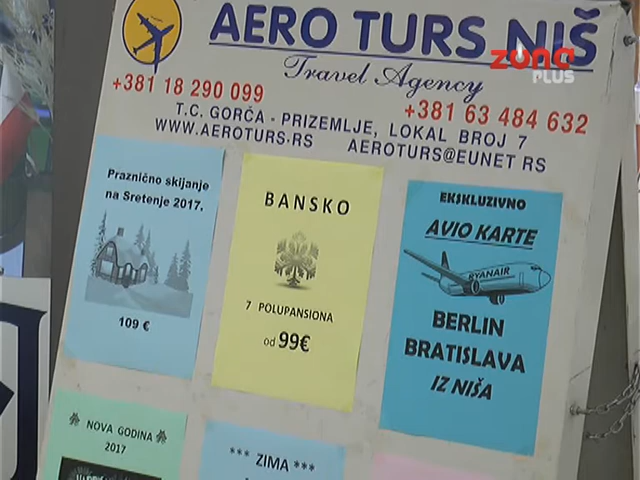 AERO TURS NIŠ
zona
PLUS
Travel Agency
+381 18 290 099
+381 63 484 632
T.C. GORČA - PRIZEMLJE, LOKAL BROJ 7
WWW.AEROTURS.RS AEROTURS@EUNET RS
Praznično skijanje
na Sretenje 2017.
109 €
BANSKO
7 POLUPANSIONA
od 99€
EKSKLUZIVNO
AVIO KARTE
RYANAIR
BERLIN
BRATISLAVA
IZ NIŠA
NOVA GODINA
2017
*** ZIMA ***